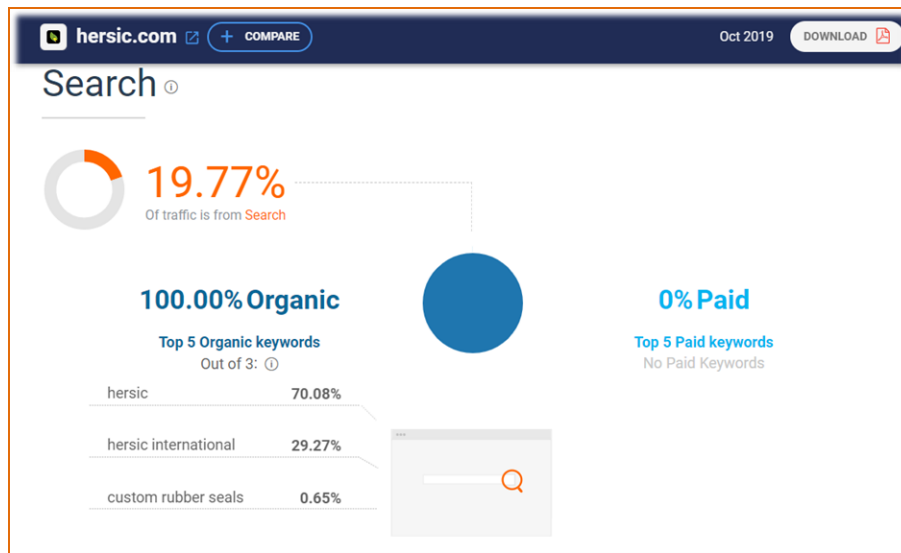 hersic.com + COMPARE Oct 2019 DOWNLOAD
Search
19.77%
Of traffic is from Search
100.00% Organic
Top 5 Organic keywords
Out of 3:
hersic 70.08%
hersic international 29.27%
custom rubber seals 0.65%
0% Paid
Top 5 Paid keywords
No Paid Keywords